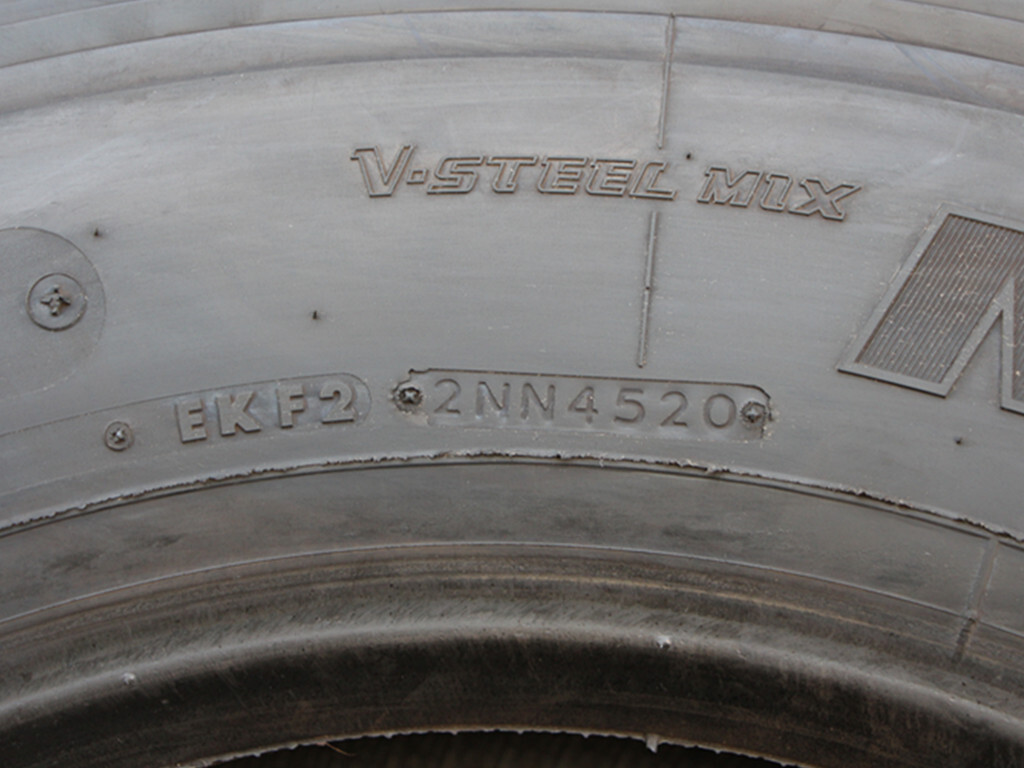 V-STEEL MIX
EKF2 2NN4520